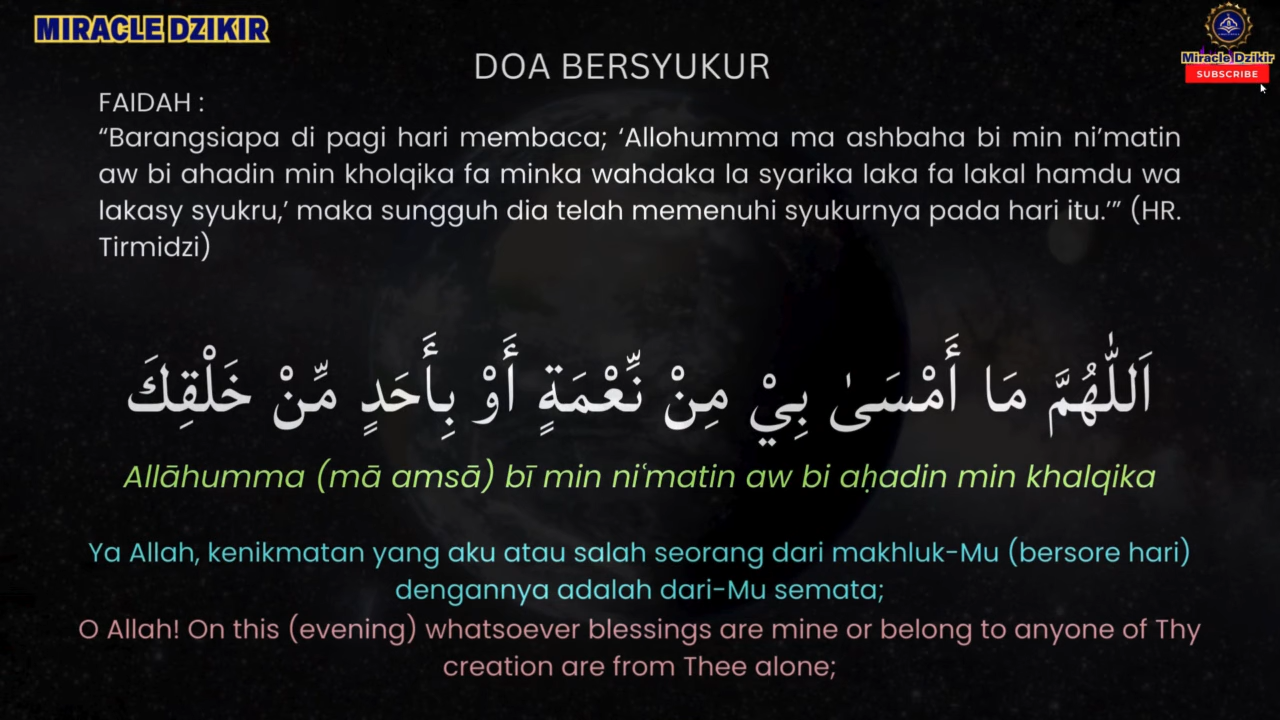 MIRACLE DZIKIR
Miracle Dzikir
SUBSCRIBE
DOA BERSYUKUR
FAIDAH :
“Barangsiapa di pagi hari membaca; ‘Allohumma ma ashbaha bi min ni’matin
aw bi ahadin min kholqika fa minka wahdaka la syarika laka fa lakal hamdu wa
lakasy syukru,’ maka sungguh dia telah memenuhi syukurnya pada hari itu.’” (HR.
Tirmidzi)
اَللّٰهُمَّ مَا أَمْسَىٰ بِيْ مِنْ نِّعْمَةٍ أَوْ بِأَحَدٍ مِّنْ خَلْقِكَ
Allāhumma (mā amsā) bī min niʿmatin aw bi aḥadin min khalqika
Ya Allah, kenikmatan yang aku atau salah seorang dari makhluk-Mu (bersore hari)
dengannya adalah dari-Mu semata;
O Allah! On this (evening) whatsoever blessings are mine or belong to anyone of Thy
creation are from Thee alone;